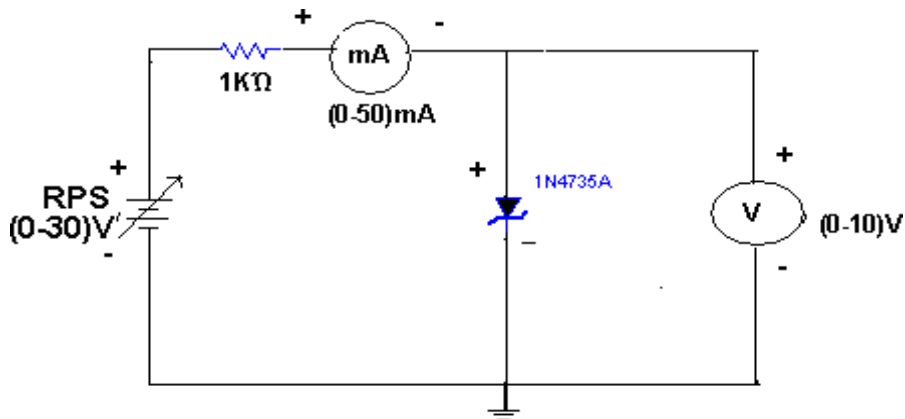 + -
mA
1KΩ
(0-50)mA
+
RPS
(0-30)V
-
+
1N4735A
–
+
V
(0-10)V
-